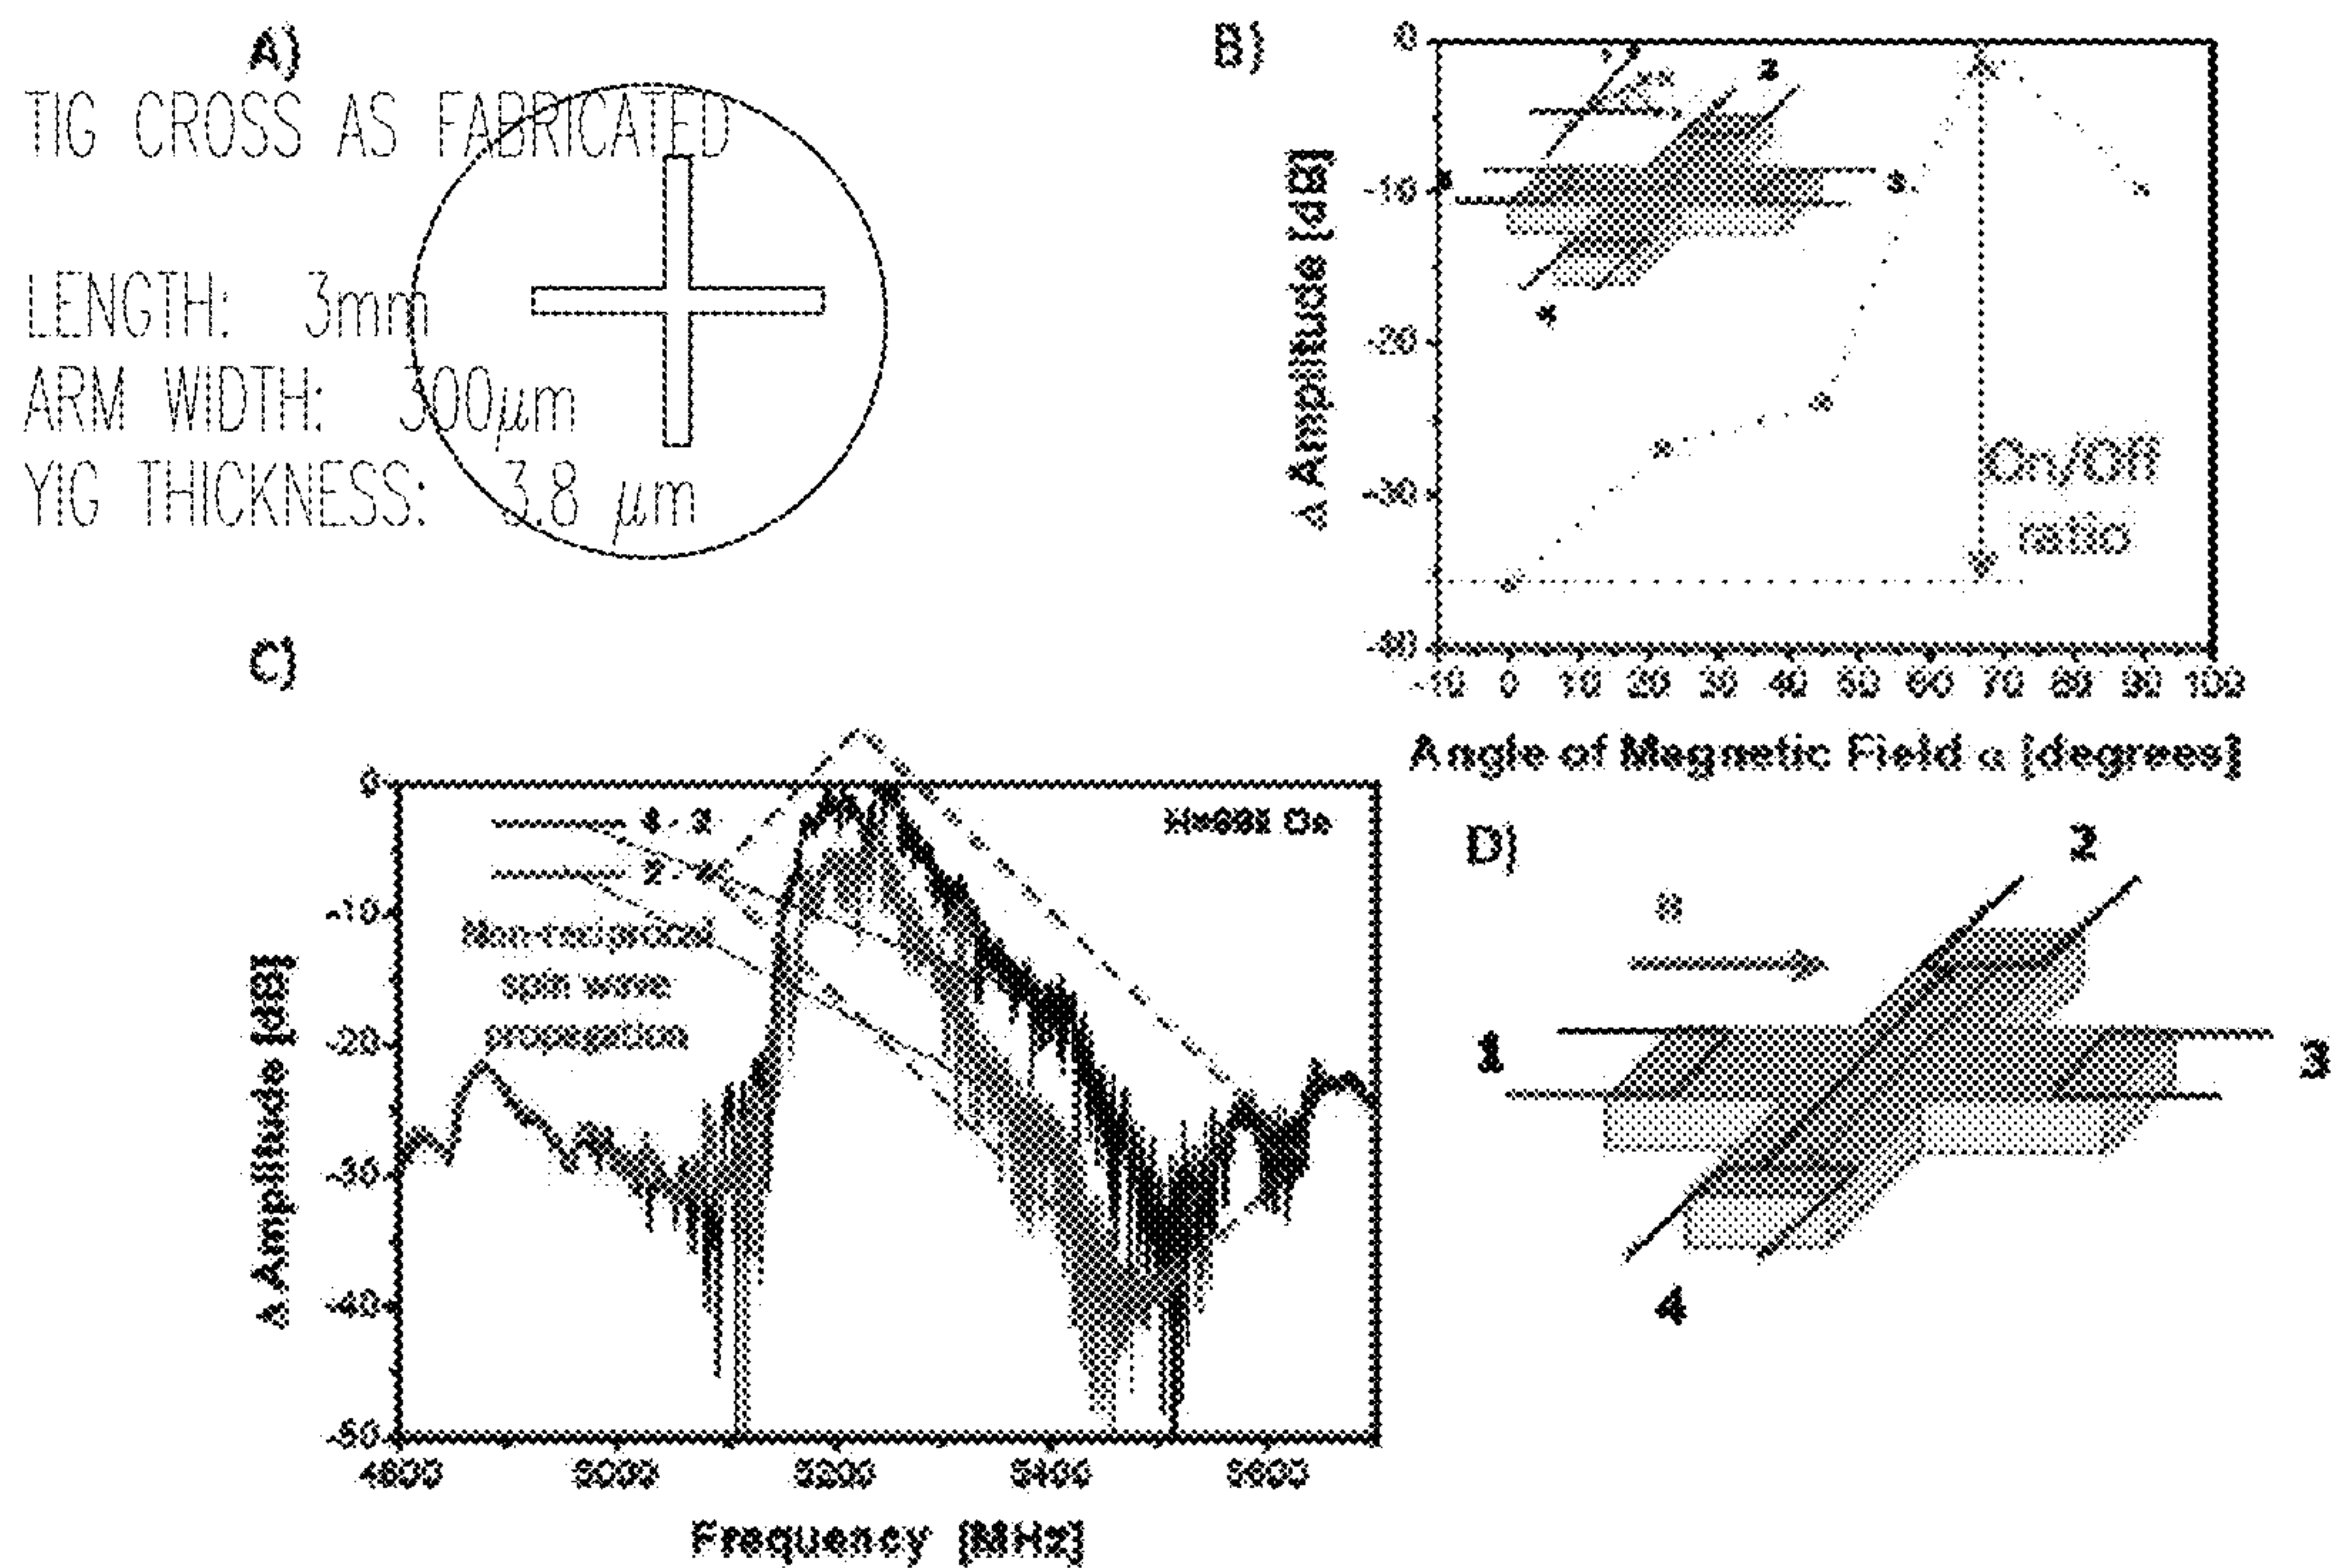 A)
TIG CROSS AS FABRICATED
LENGTH: 3mm
ARM WIDTH: 300μm
YIG THICKNESS: 3.8 μm
B)
0
-10
-20
-30
-40
Δ Amplitude [dB]
2
3
4
On/Off
ratio
-10 0 10 20 30 40 50 60 70 80 90 100
Angle of Magnetic Field α [degrees]
C)
0
-10
-20
-30
-40
-50
Δ Amplitude [dB]
Non-reciprocal
spin wave
propagation
4800 5000 5200 5400 5600
Frequency [MHz]
D)
2
1
3
4